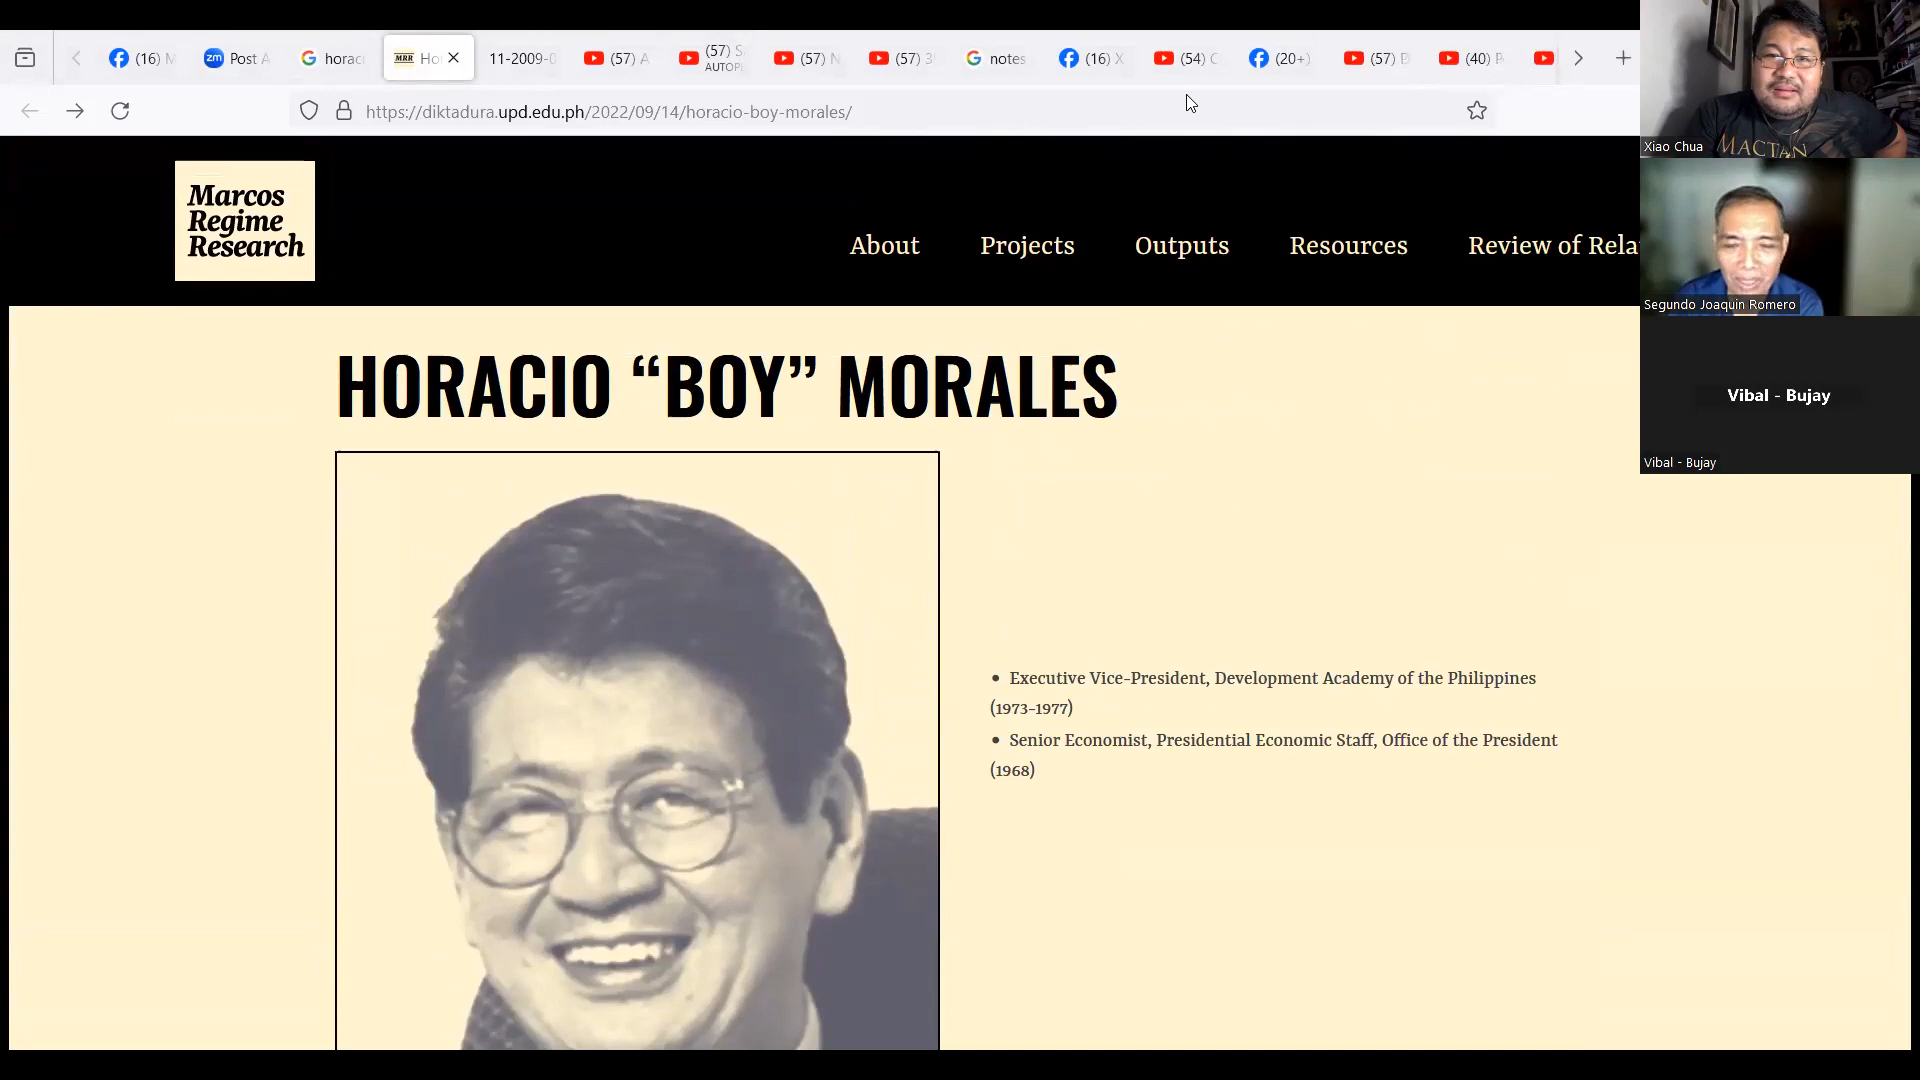 (16) M
Post A
horac
MRR Ho
11-2009-0
(57) A
(57) S
AUTOPL
(57) N
(57) 3
notes
(16) X
(54) C
(20+)
(57)
(40) P
https://diktadura.upd.edu.ph/2022/09/14/horacio-boy-morales/
Marcos
Regime
Research
About
Projects
Outputs
Resources
Review of Rela
HORACIO “BOY” MORALES
• Executive Vice-President, Development Academy of the Philippines
(1973-1977)
• Senior Economist, Presidential Economic Staff, Office of the President
(1968)
MACTAN
Xiao Chua
Segundo Joaquin Romero
Vibal - Bujay
Vibal - Bujay